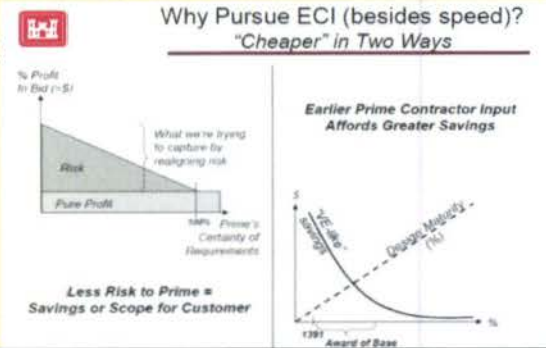 Why Pursue ECI (besides speed)?
"Cheaper" in Two Ways
% Profit
In Bid (~$)
What we're trying
to capture by
realigning risk
Risk
Pure Profit
100%
Prime's
Certainty of
Requirements
Less Risk to Prime =
Savings or Scope for Customer
Earlier Prime Contractor Input
Affords Greater Savings
$
"VE-like"
savings
Design Maturity
(%)
1391
%
Award of Base